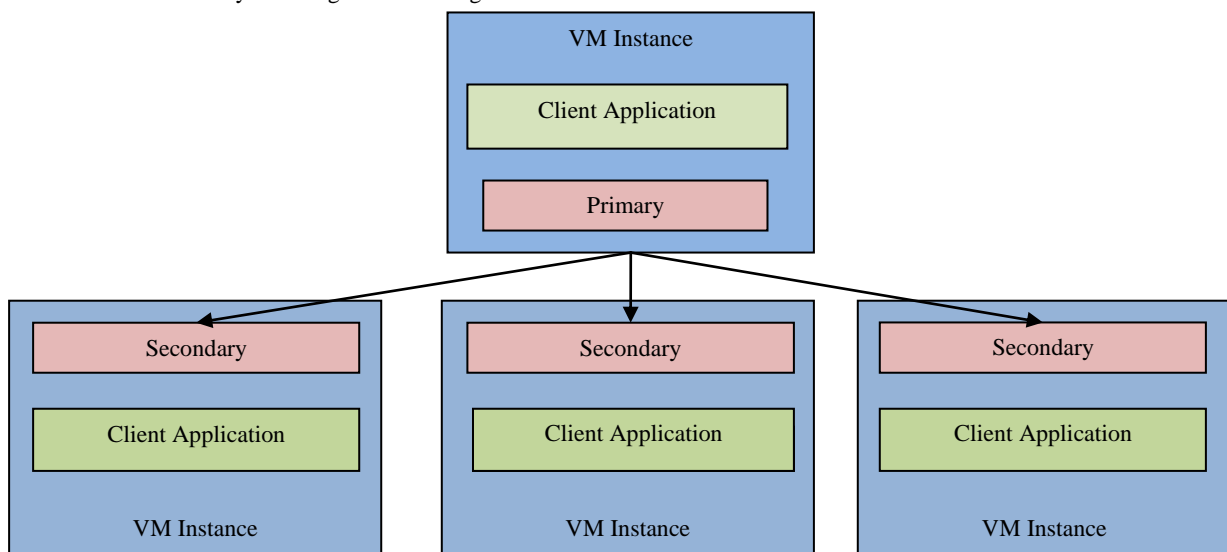 VM Instance
Client Application
Primary
Secondary
Secondary
Secondary
Client Application
Client Application
Client Application
VM Instance
VM Instance
VM Instance